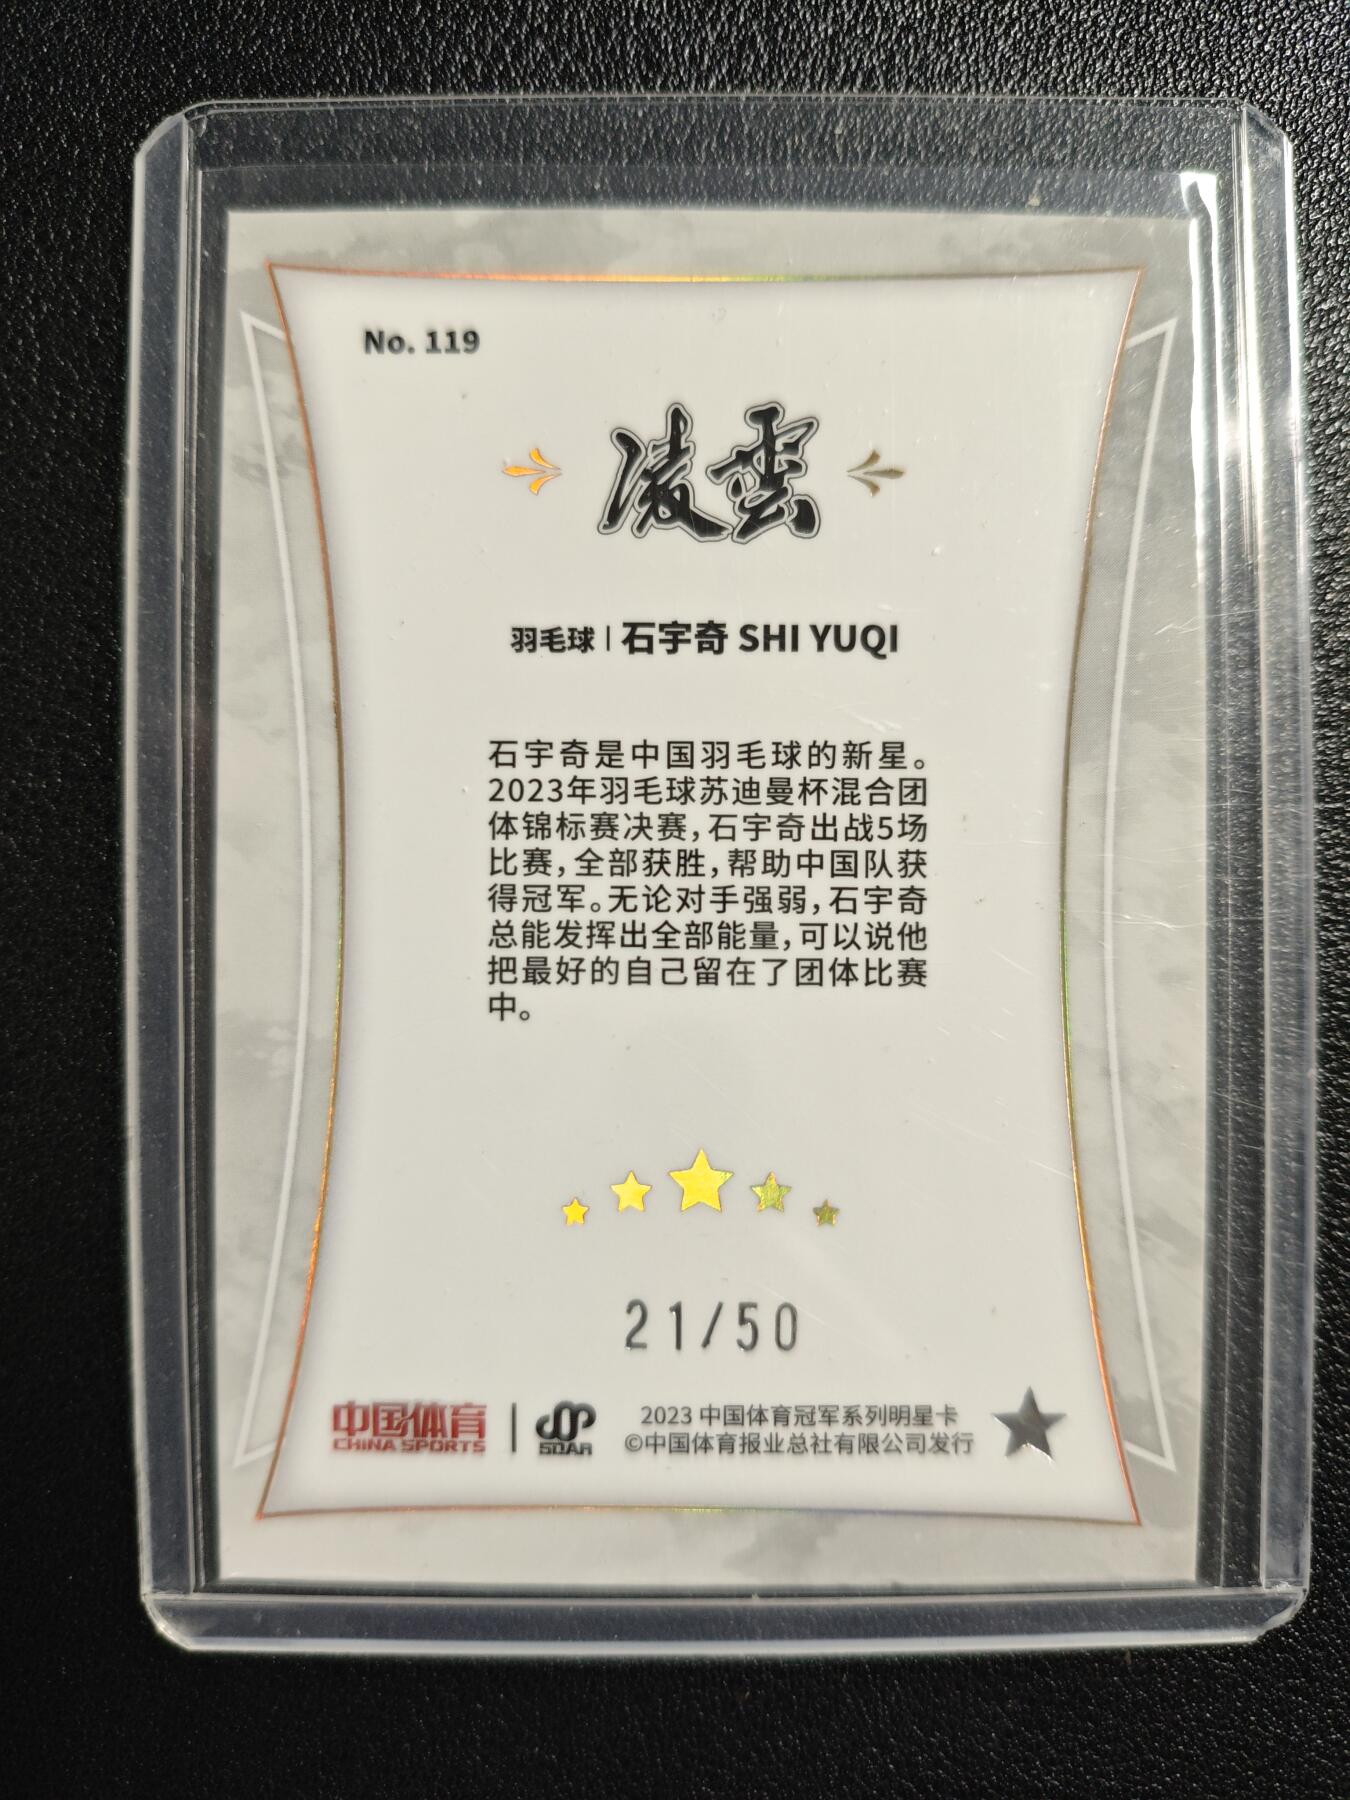 No. 119
凌雲
羽毛球 | 石宇奇 SHI YUQI
石宇奇是中国羽毛球的新星。
2023年羽毛球苏迪曼杯混合团
体锦标赛决赛，石宇奇出战5场
比赛，全部获胜，帮助中国队获
得冠军。无论对手强弱，石宇奇
总能发挥出全部能量，可以说他
把最好的自己留在了团体比赛
中。
21/50
中国体育 CHINA SPORTS | SDAR
2023 中国体育冠军系列明星卡
©中国体育报业总社有限公司发行